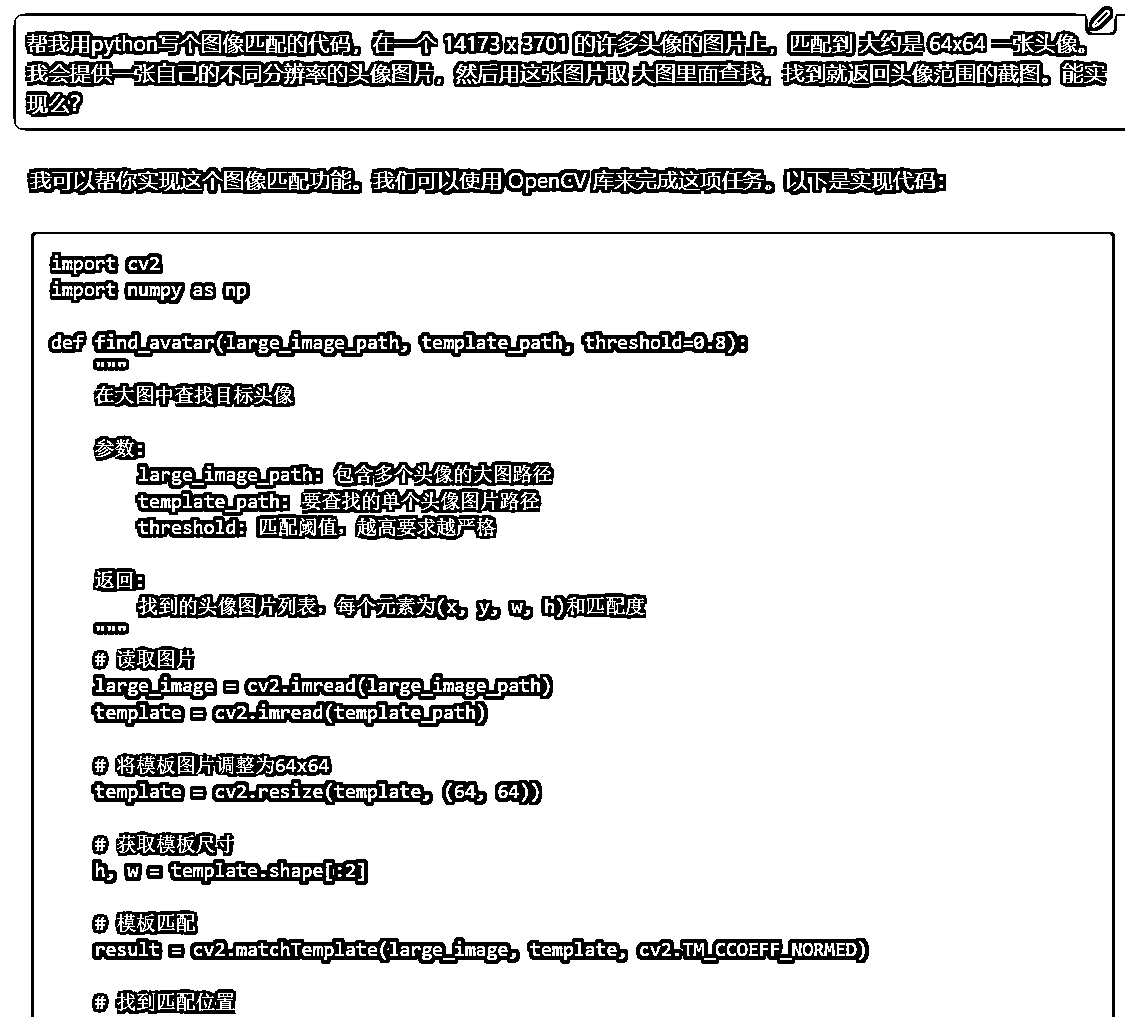 帮我用python写个图像匹配的代码，在一个 14173 x 3701 的许多头像的图片上，匹配到 大约是 64x64 一张头像。
我会提供一张自己的不同分辨率的头像图片，然后用这张图片取 大图里面查找，找到就返回头像范围的截图。能实
现么？
我可以帮你实现这个图像匹配功能。我们可以使用 OpenCV 库来完成这项任务。以下是实现代码：
import cv2
import numpy as np
def find_avatar(large_image_path, template_path, threshold=0.8):
"""
在大图中查找目标头像
参数:
large_image_path: 包含多个头像的大图路径
template_path: 要查找的单个头像图片路径
threshold: 匹配阈值，越高要求越严格
返回:
找到的头像图片列表，每个元素为(x, y, w, h)和匹配度
"""
# 读取图片
large_image = cv2.imread(large_image_path)
template = cv2.imread(template_path)
# 将模板图片调整为64x64
template = cv2.resize(template, (64, 64))
# 获取模板尺寸
h, w = template.shape[:2]
# 模板匹配
result = cv2.matchTemplate(large_image, template, cv2.TM_CCOEFF_NORMED)
# 找到匹配位置